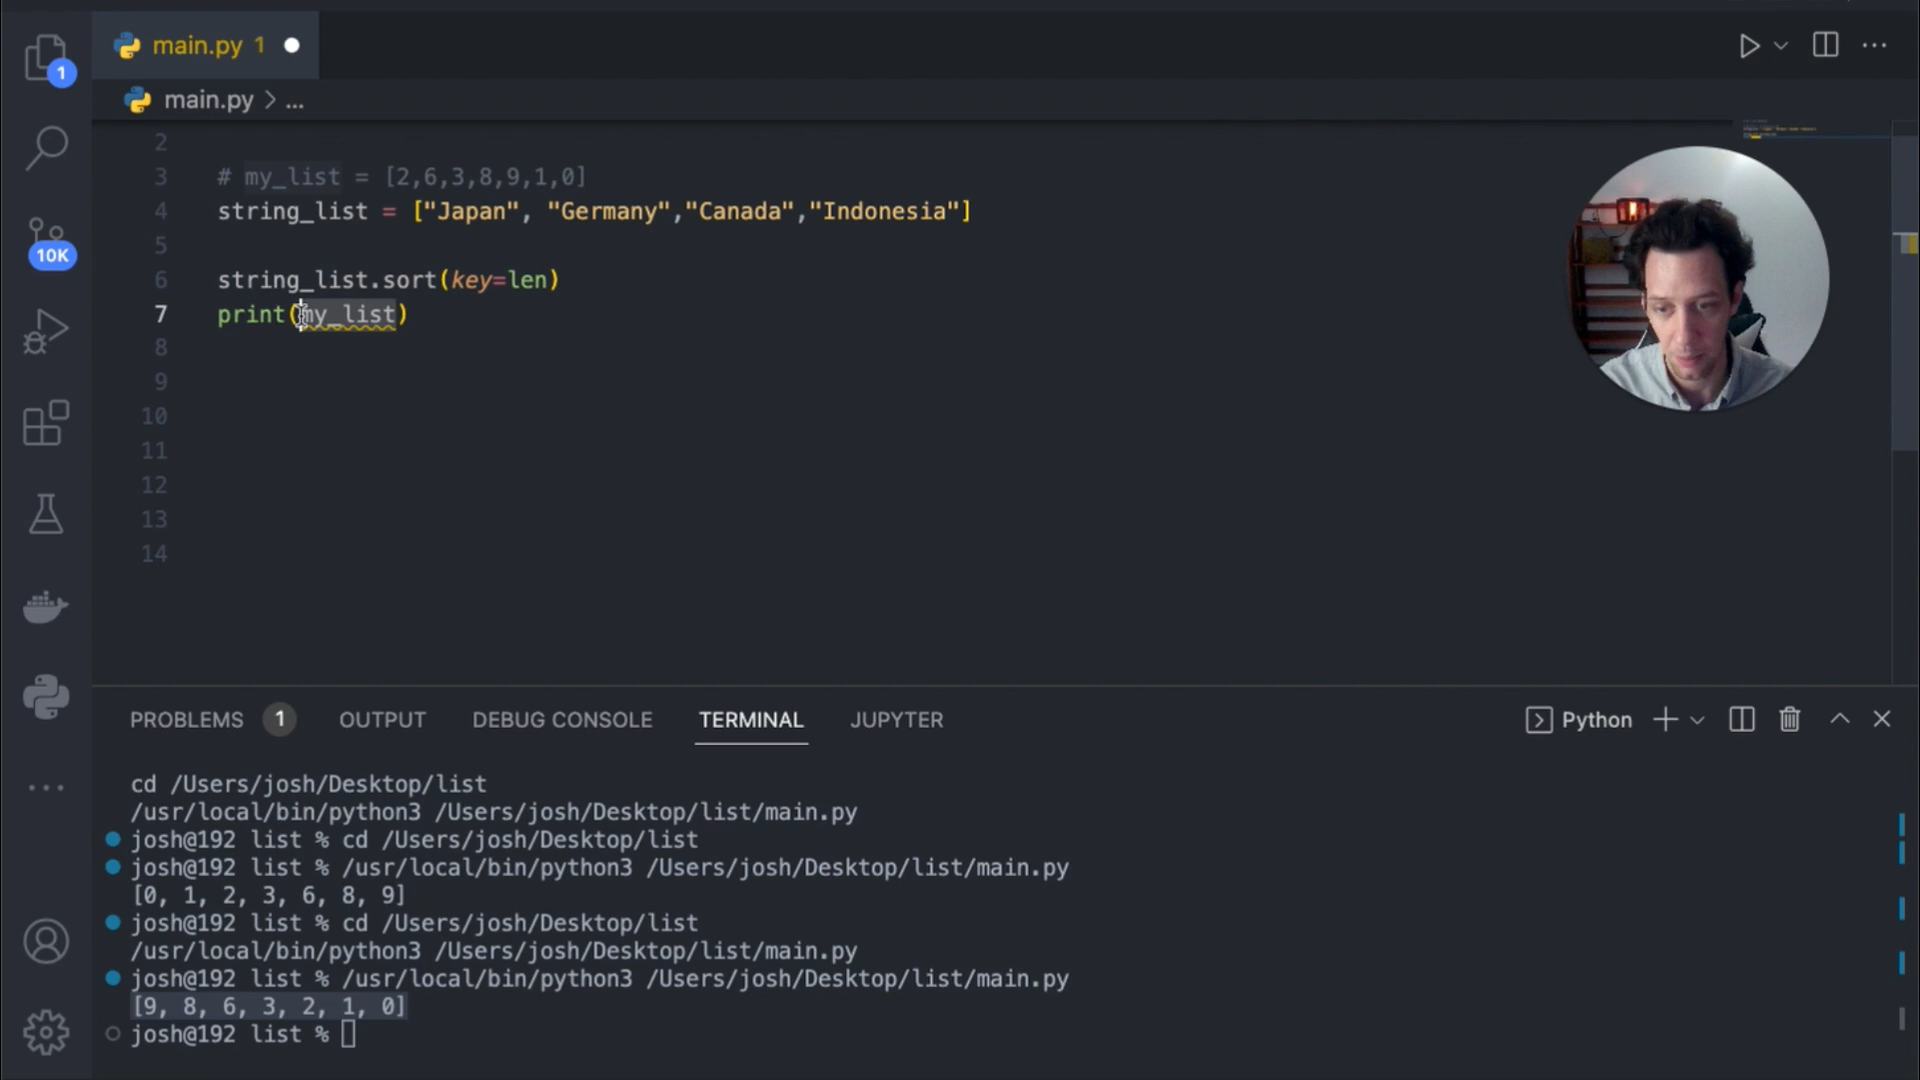 main.py 1
1
main.py > ...
2
3 # my_list = [2,6,3,8,9,1,0]
4 string_list = ["Japan", "Germany","Canada","Indonesia"]
5
10K
6 string_list.sort(key=len)
7 print(my_list)
8
9
10
11
12
13
14
PROBLEMS 1 OUTPUT DEBUG CONSOLE TERMINAL JUPYTER Python
cd /Users/josh/Desktop/list
/usr/local/bin/python3 /Users/josh/Desktop/list/main.py
josh@192 list % cd /Users/josh/Desktop/list
josh@192 list % /usr/local/bin/python3 /Users/josh/Desktop/list/main.py
[0, 1, 2, 3, 6, 8, 9]
josh@192 list % cd /Users/josh/Desktop/list
/usr/local/bin/python3 /Users/josh/Desktop/list/main.py
josh@192 list % /usr/local/bin/python3 /Users/josh/Desktop/list/main.py
[9, 8, 6, 3, 2, 1, 0]
josh@192 list %